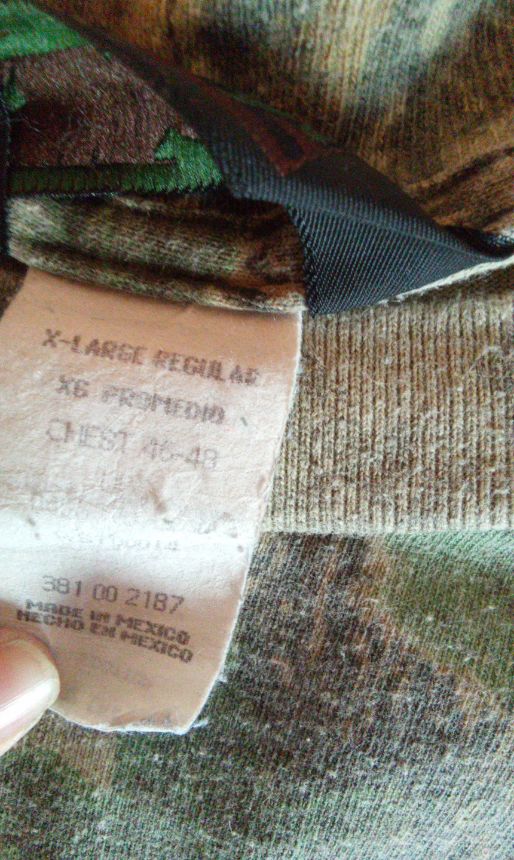 X-LARGE REGULAR
XG PROMEDIO
CHEST 46-48
381 00 2187
MADE IN MEXICO
HECHO EN MEXICO